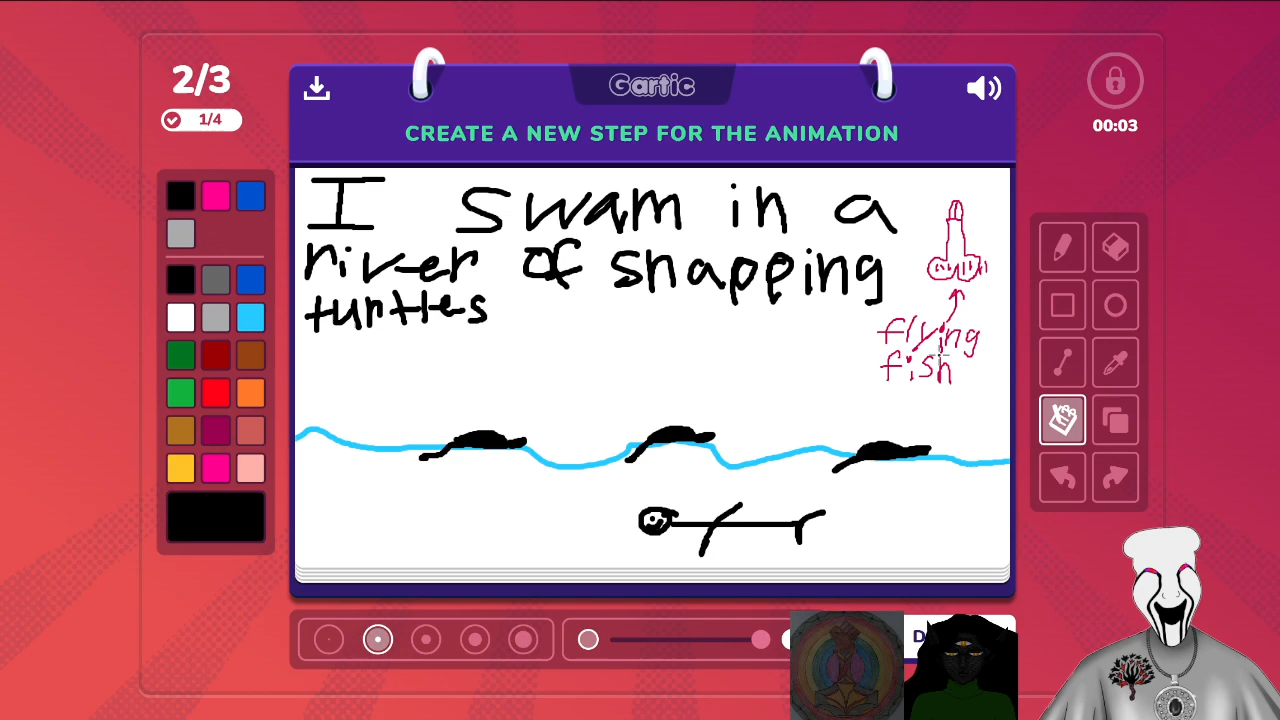 2/3
1/4
Gartic
00:03
CREATE A NEW STEP FOR THE ANIMATION
I swam in a
river of snapping
turtles
flying
fish
D